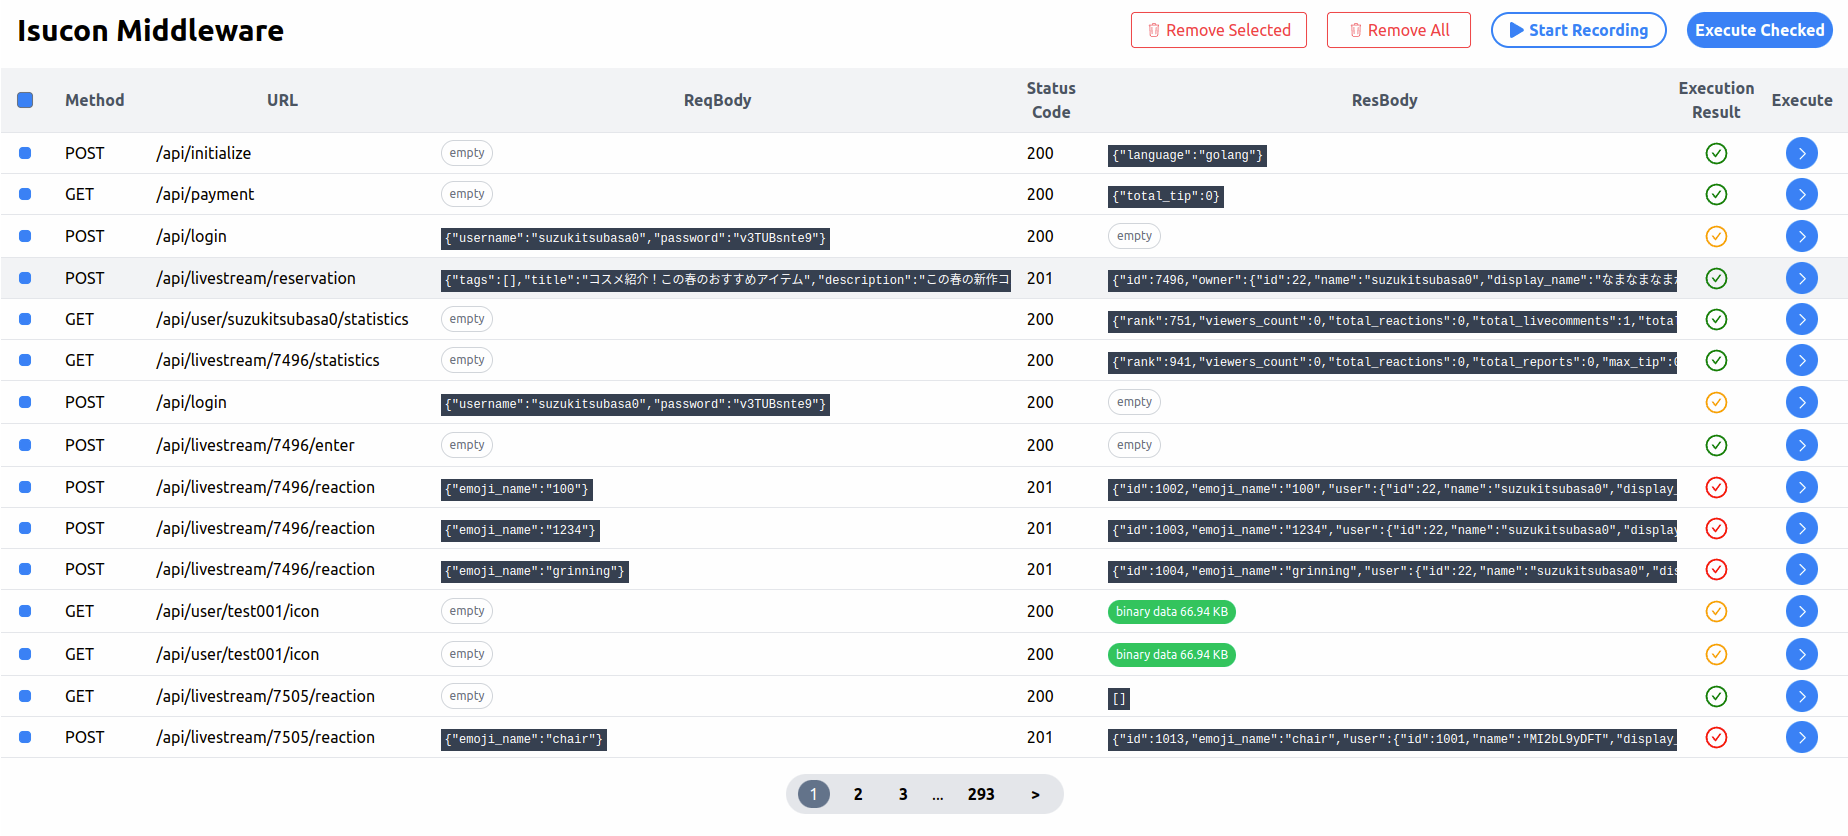 Isucon Middleware
Remove Selected
Remove All
Start Recording
Execute Checked
Method URL ReqBody Status Code ResBody Execution Result Execute
POST /api/initialize empty 200 {"language":"golang"}
GET /api/payment empty 200 {"total_tip":0}
POST /api/login {"username":"suzukitsubasa0","password":"v3TUBsnte9"} 200 empty
POST /api/livestream/reservation {"tags":[],"title":"コスメ紹介！この春のおすすめアイテム","description":"この春の新作コ 201 {"id":7496,"owner":{"id":22,"name":"suzukitsubasa0","display_name":"なまなまなま
GET /api/user/suzukitsubasa0/statistics empty 200 {"rank":751,"viewers_count":0,"total_reactions":0,"total_livecomments":1,"total
GET /api/livestream/7496/statistics empty 200 {"rank":941,"viewers_count":0,"total_reactions":0,"total_reports":0,"max_tip":0
POST /api/login {"username":"suzukitsubasa0","password":"v3TUBsnte9"} 200 empty
POST /api/livestream/7496/enter empty 200 empty
POST /api/livestream/7496/reaction {"emoji_name":"100"} 201 {"id":1002,"emoji_name":"100","user":{"id":22,"name":"suzukitsubasa0","display_
POST /api/livestream/7496/reaction {"emoji_name":"1234"} 201 {"id":1003,"emoji_name":"1234","user":{"id":22,"name":"suzukitsubasa0","display
POST /api/livestream/7496/reaction {"emoji_name":"grinning"} 201 {"id":1004,"emoji_name":"grinning","user":{"id":22,"name":"suzukitsubasa0","dis
GET /api/user/test001/icon empty 200 binary data 66.94 KB
GET /api/user/test001/icon empty 200 binary data 66.94 KB
GET /api/livestream/7505/reaction empty 200 []
POST /api/livestream/7505/reaction {"emoji_name":"chair"} 201 {"id":1013,"emoji_name":"chair","user":{"id":1001,"name":"MI2bL9yDFT","display_
1 2 3 ... 293 >